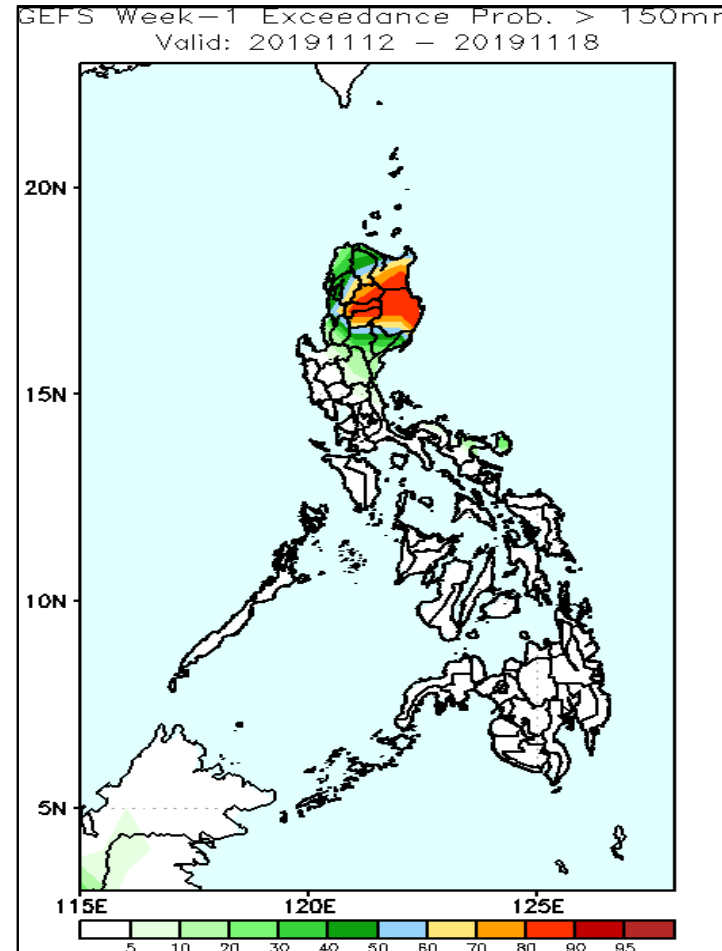 GEFS Week-1 Exceedance Prob. > 150mm
Valid: 20191112 - 20191118
20N
15N
10N
5N
115E 120E 125E
5 10 20 30 40 50 60 70 80 90 95